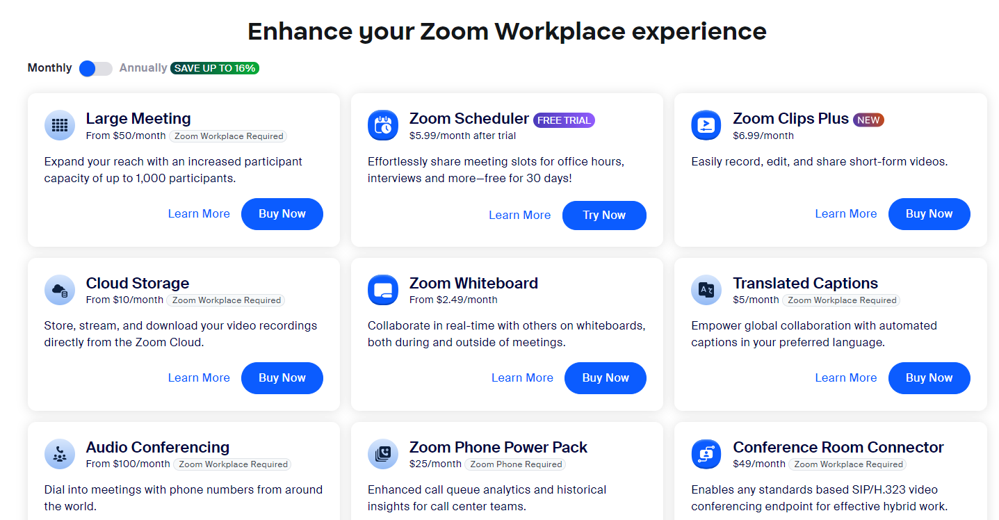 Enhance your Zoom Workplace experience
Monthly Annually SAVE UP TO 16%
Large Meeting
From $50/month Zoom Workplace Required
Expand your reach with an increased participant
capacity of up to 1,000 participants.
Learn More Buy Now
Zoom Scheduler FREE TRIAL
$5.99/month after trial
Effortlessly share meeting slots for office hours,
interviews and more—free for 30 days!
Learn More Try Now
Zoom Clips Plus NEW
$6.99/month
Easily record, edit, and share short-form videos.
Learn More Buy Now
Cloud Storage
From $10/month Zoom Workplace Required
Store, stream, and download your video recordings
directly from the Zoom Cloud.
Learn More Buy Now
Zoom Whiteboard
From $2.49/month
Collaborate in real-time with others on whiteboards,
both during and outside of meetings.
Learn More Buy Now
Translated Captions
$5/month Zoom Workplace Required
Empower global collaboration with automated
captions in your preferred language.
Learn More Buy Now
Audio Conferencing
From $100/month Zoom Workplace Required
Dial into meetings with phone numbers from around
the world.
Zoom Phone Power Pack
$25/month Zoom Phone Required
Enhanced call queue analytics and historical
insights for call center teams.
Conference Room Connector
$49/month Zoom Workplace Required
Enables any standards based SIP/H.323 video
conferencing endpoint for effective hybrid work.